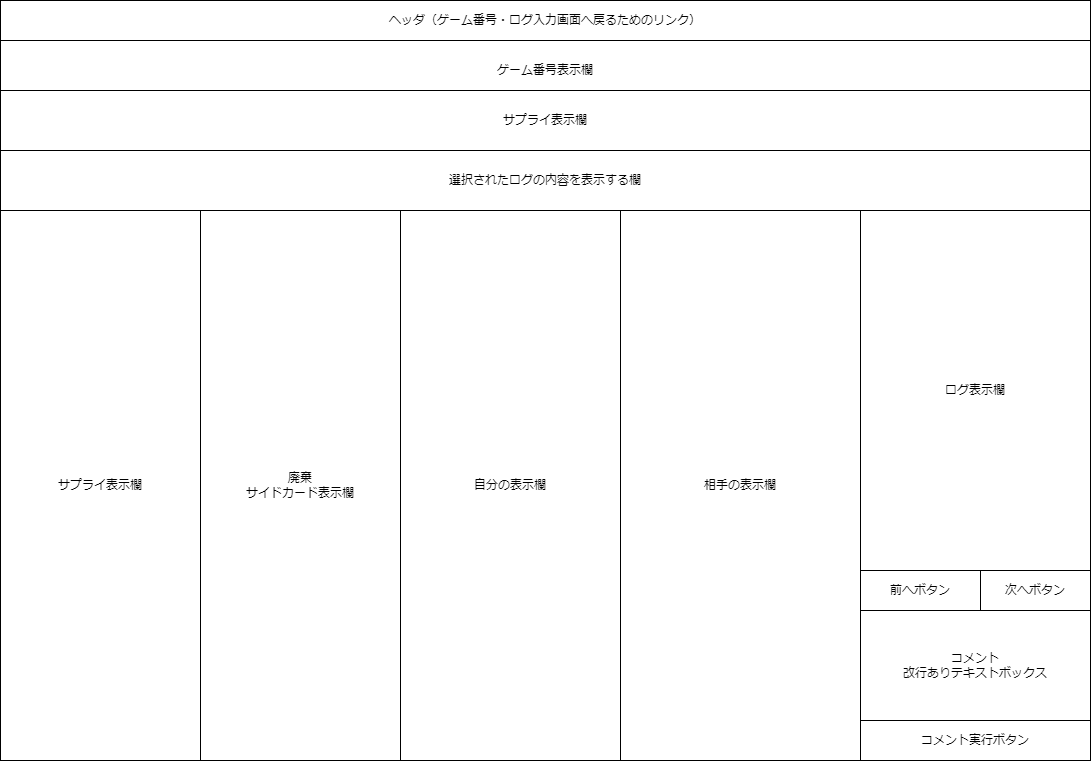 ヘッダ（ゲーム番号・ログ入力画面へ戻るためのリンク）
ゲーム番号表示欄
サプライ表示欄
選択されたログの内容を表示する欄
サプライ表示欄
廃棄
サイドカード表示欄
自分の表示欄
相手の表示欄
ログ表示欄
前へボタン
次へボタン
コメント
改行ありテキストボックス
コメント実行ボタン